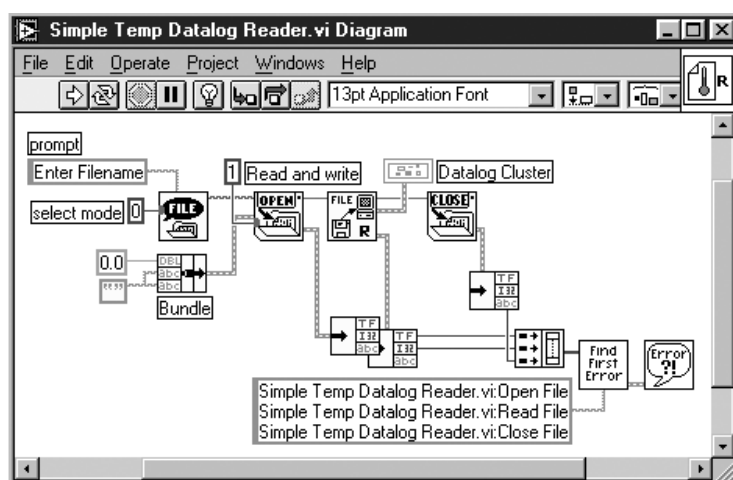 Simple Temp Datalog Reader.vi Diagram
File Edit Operate Project Windows Help
13pt Application Font
R
prompt
Enter Filename
1 Read and write
Datalog Cluster
select mode 0
FILE
OPEN
FILE
R
CLOSE
0.0
DBL
abc
abc
""
Bundle
TF
I32
abc
TF
I32
abc
TF
I32
abc
Find
First
Error
Error
?!
Simple Temp Datalog Reader.vi:Open File
Simple Temp Datalog Reader.vi:Read File
Simple Temp Datalog Reader.vi:Close File